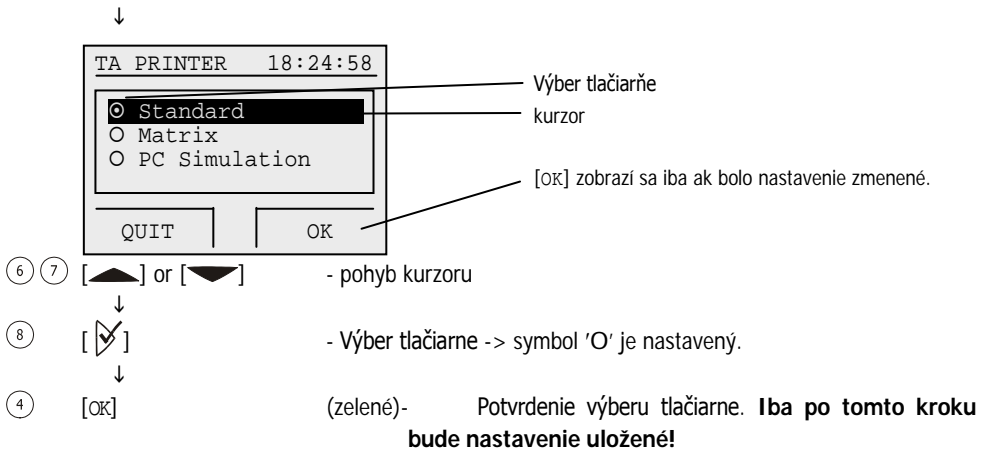 ↓
TA PRINTER 18:24:58
Výber tlačiarňe
⊙ Standard
kurzor
O Matrix
O PC Simulation
[OK] zobrazí sa iba ak bolo nastavenie zmenené.
QUIT OK
6 7 [▲] or [▼] - pohyb kurzoru
↓
8 [✓] - Výber tlačiarne -> symbol 'O' je nastavený.
↓
4 [OK] (zelené)- Potvrdenie výberu tlačiarne. Iba po tomto kroku
bude nastavenie uložené!